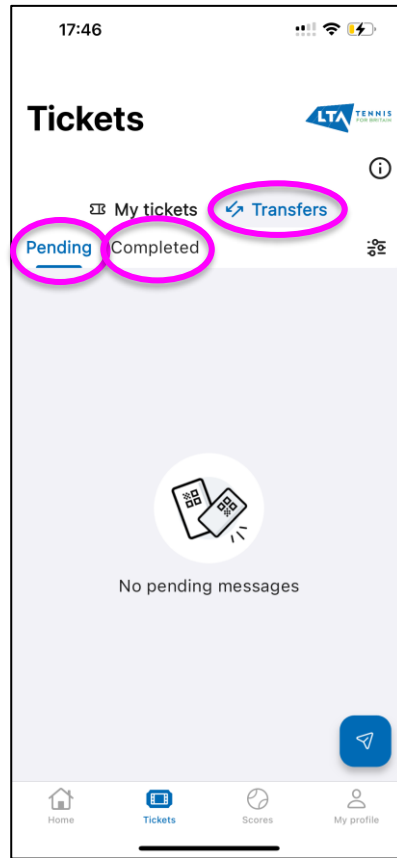 17:46
Tickets
LTA TENNIS
FOR BRITAIN
My tickets Transfers
Pending Completed
No pending messages
Home Tickets Scores My profile